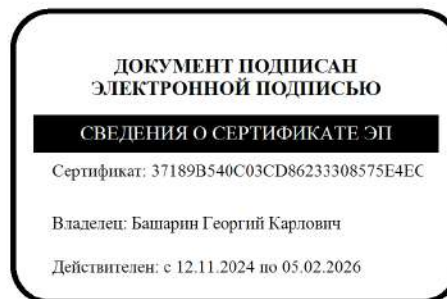 ДОКУМЕНТ ПОДПИСАН
ЭЛЕКТРОННОЙ ПОДПИСЬЮ
СВЕДЕНИЯ О СЕРТИФИКАТЕ ЭП
Сертификат: 37189B540C03CD86233308575E4EC
Владелец: Башарин Георгий Карлович
Действителен: с 12.11.2024 по 05.02.2026